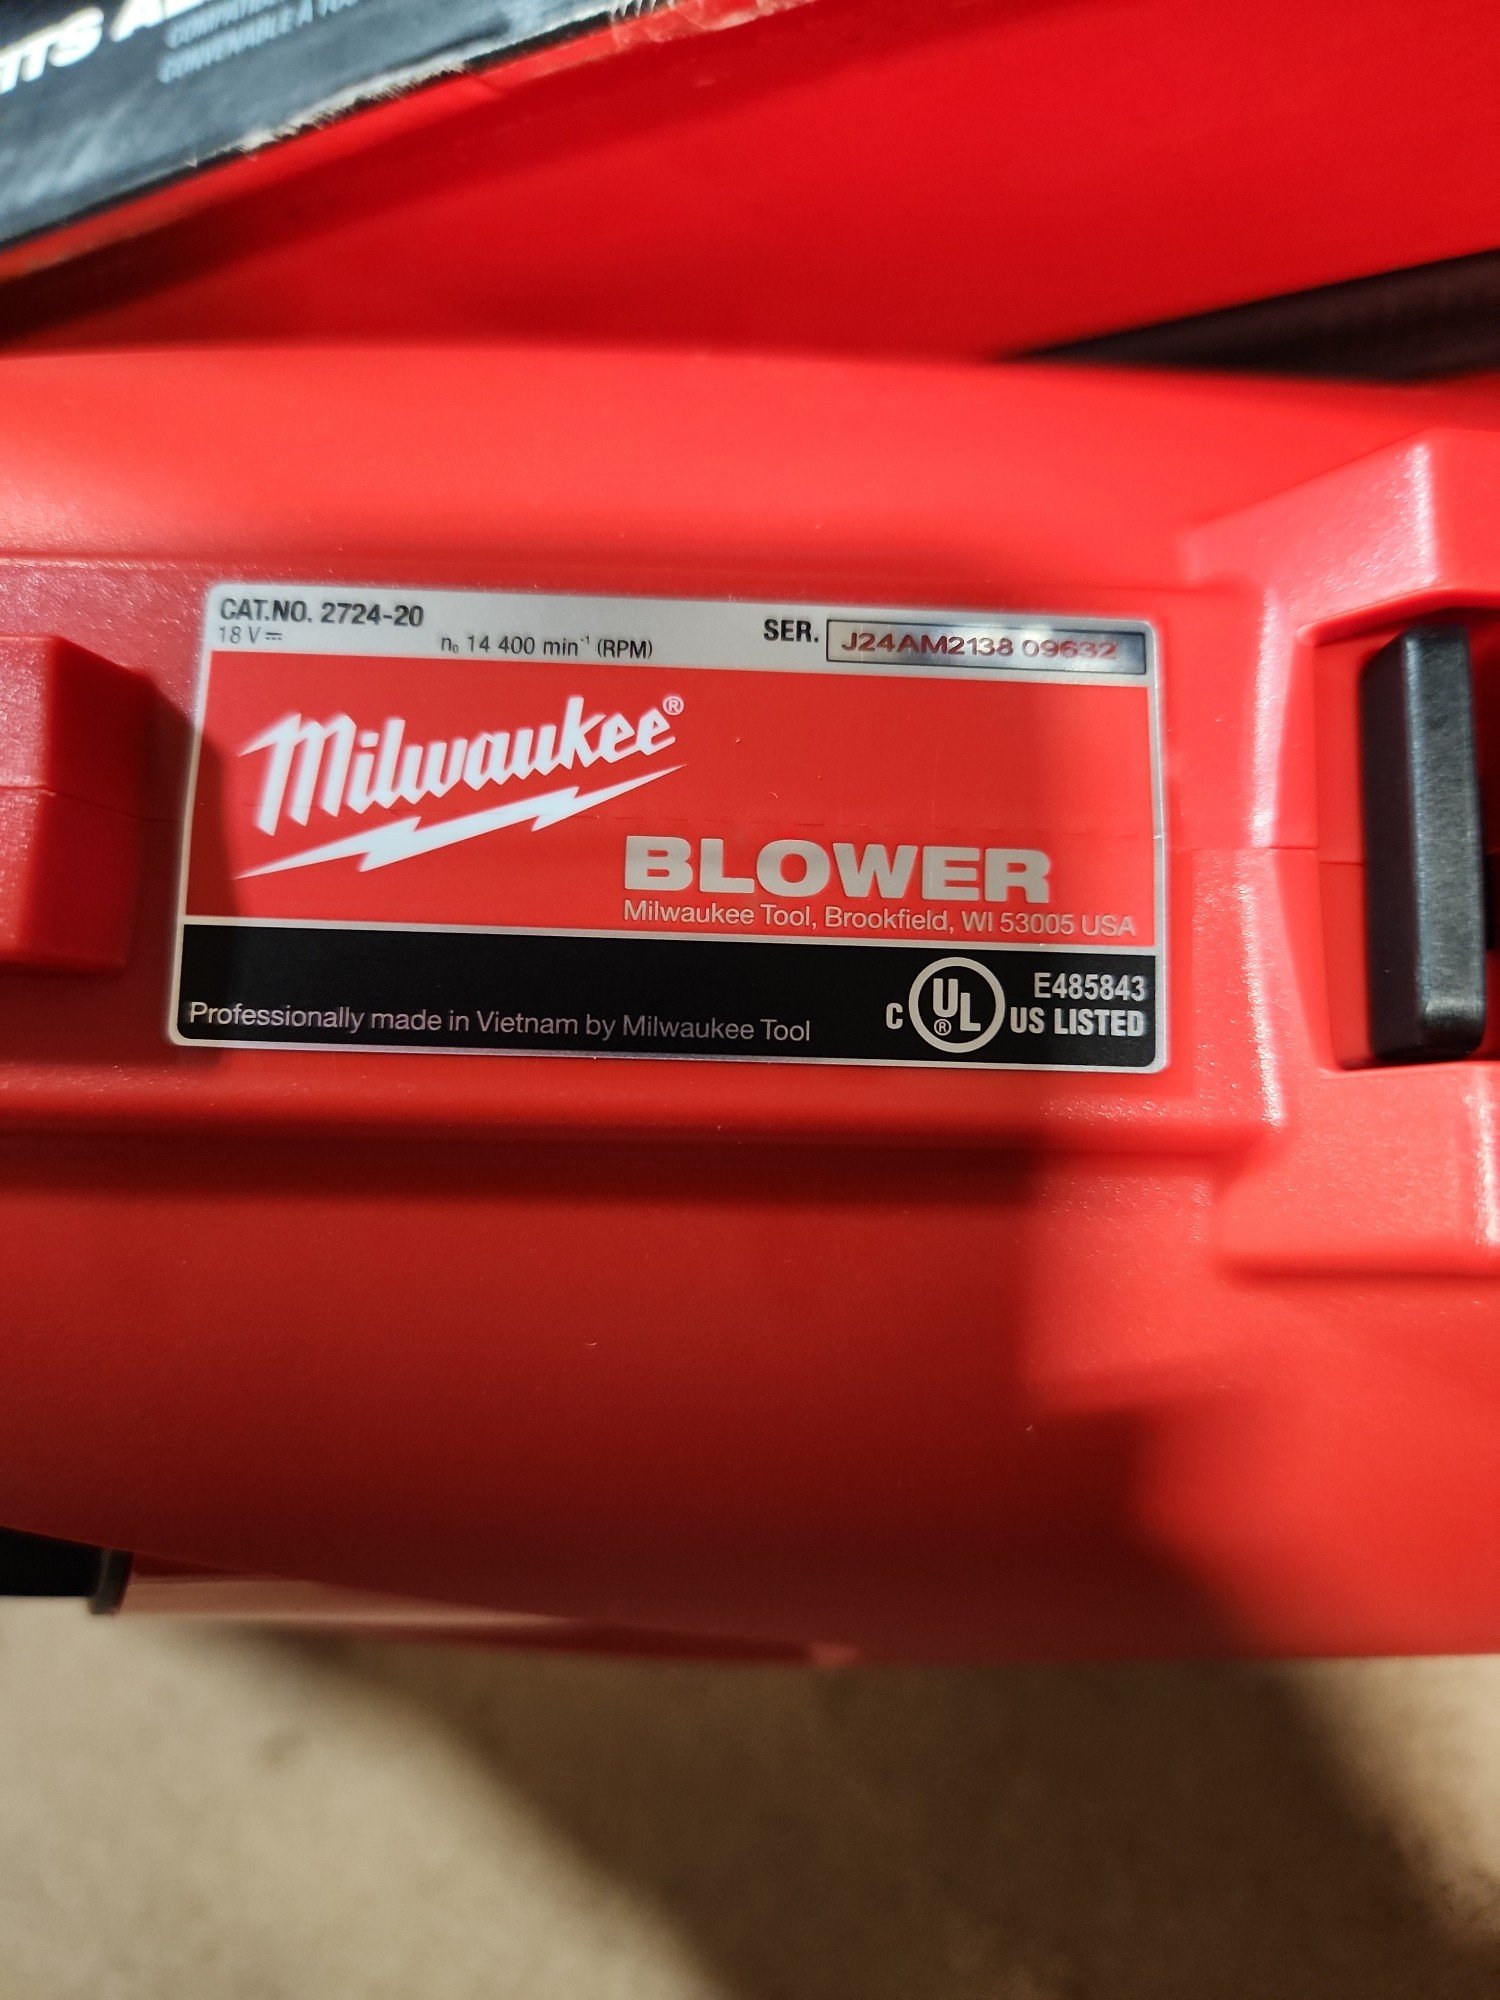 CAT.NO. 2724-20
SER. J24AM2138 09632
18 V⎓ n₀ 14 400 min⁻¹ (RPM)
Milwaukee®
BLOWER
Milwaukee Tool, Brookfield, WI 53005 USA
Professionally made in Vietnam by Milwaukee Tool
C UL® US LISTED
E485843